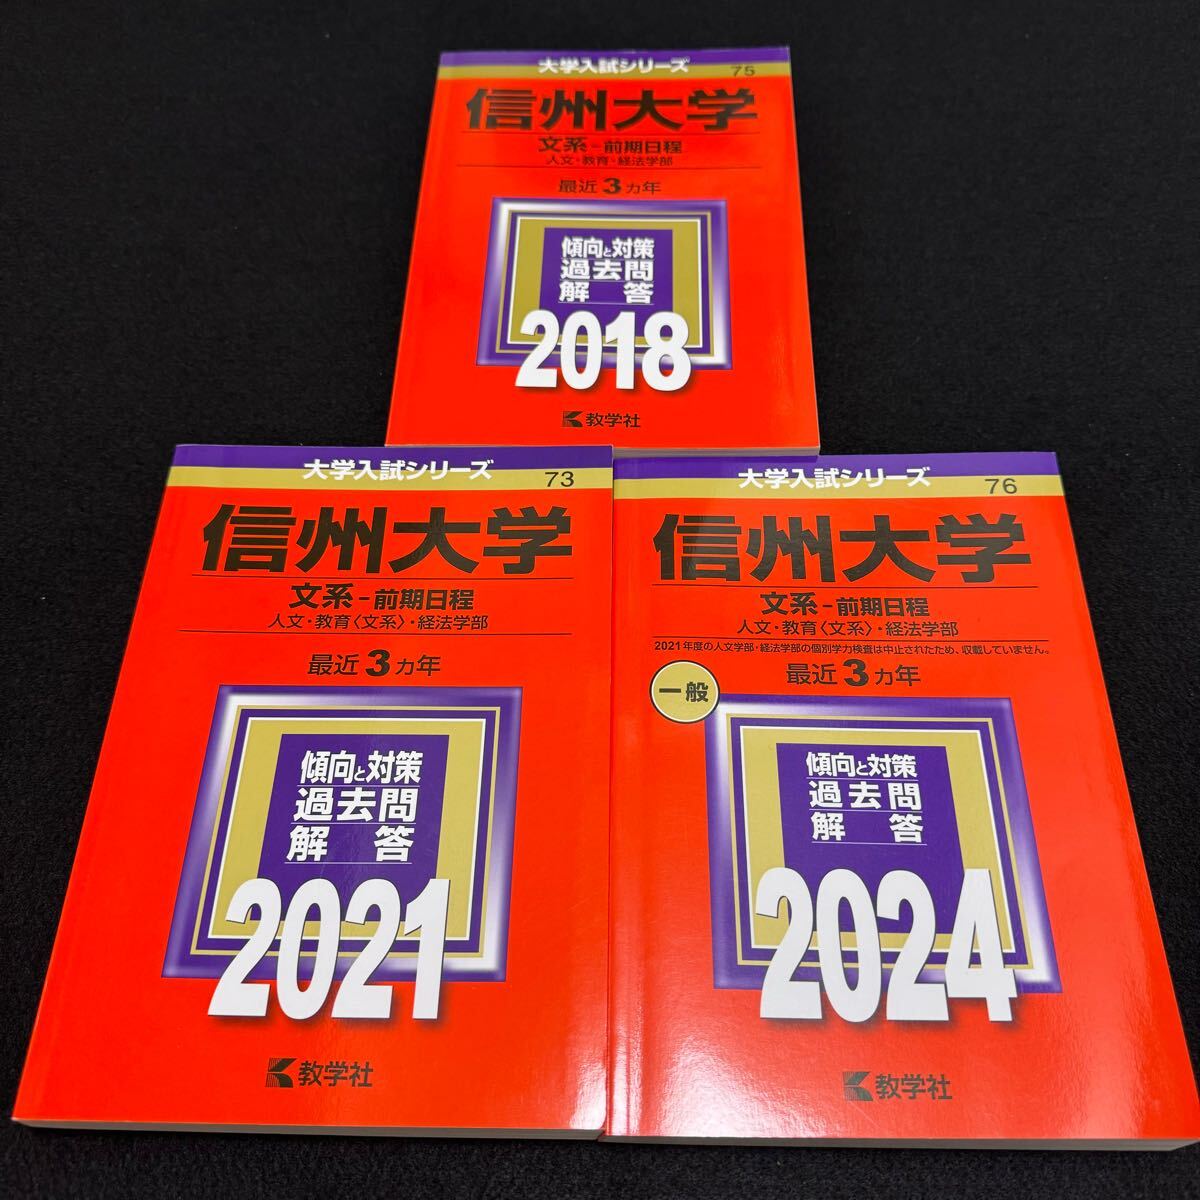 大学入試シリーズ
75
信州大学
文系-前期日程
人文・教育・経法学部
最近3カ年
傾向と対策
過去問
解答
2018
教学社
大学入試シリーズ
73
信州大学
文系-前期日程
人文・教育〈文系〉・経法学部
最近3カ年
傾向と対策
過去問
解答
2021
教学社
大学入試シリーズ
76
信州大学
文系-前期日程
人文・教育〈文系〉・経法学部
2021年度の人文学部・経法学部の個別学力検査は中止されたため、収載していません。
一般
最近3カ年
傾向と対策
過去問
解答
2024
教学社